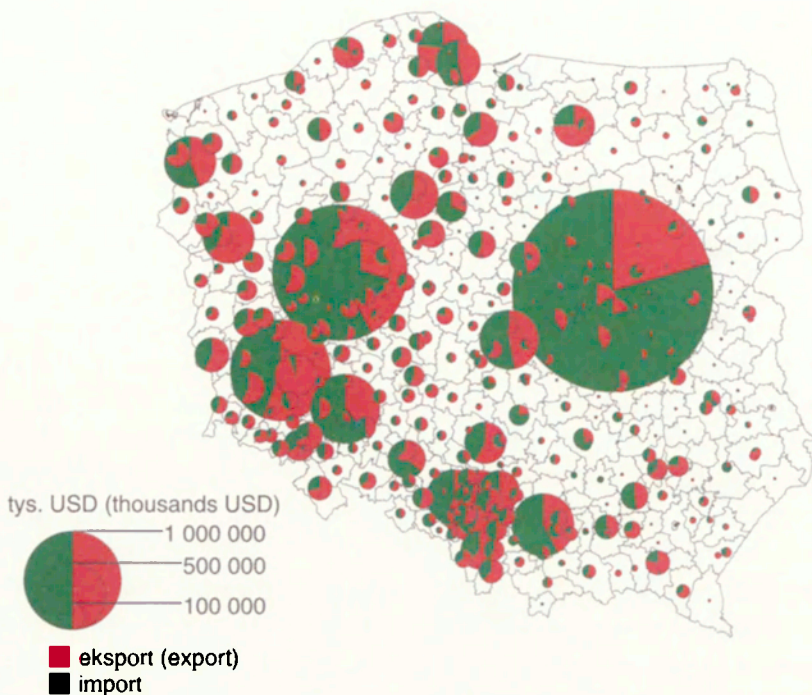 tys. USD (thousands USD)
1 000 000
500 000
100 000
eksport (export)
import